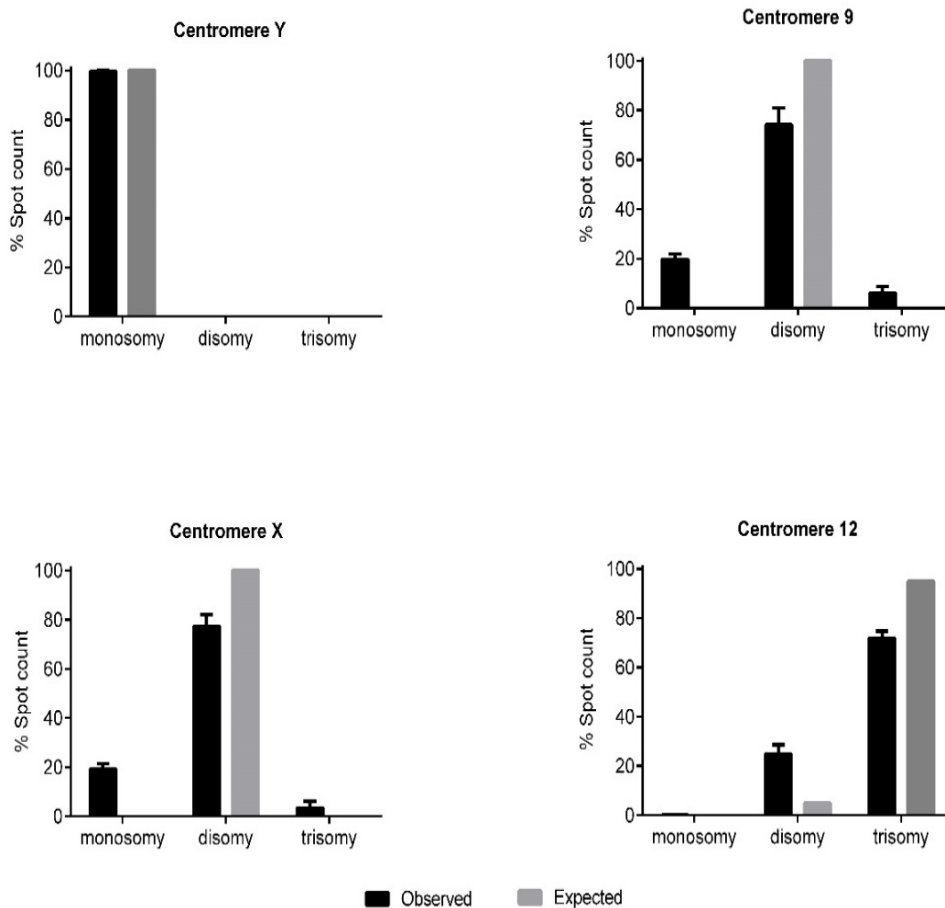 Centromere Y
% Spot count
100
80
60
40
20
0
monosomy disomy trisomy
Centromere 9
% Spot count
100
80
60
40
20
0
monosomy disomy trisomy
Centromere X
% Spot count
100
80
60
40
20
0
monosomy disomy trisomy
Centromere 12
% Spot count
100
80
60
40
20
0
monosomy disomy trisomy
Observed Expected